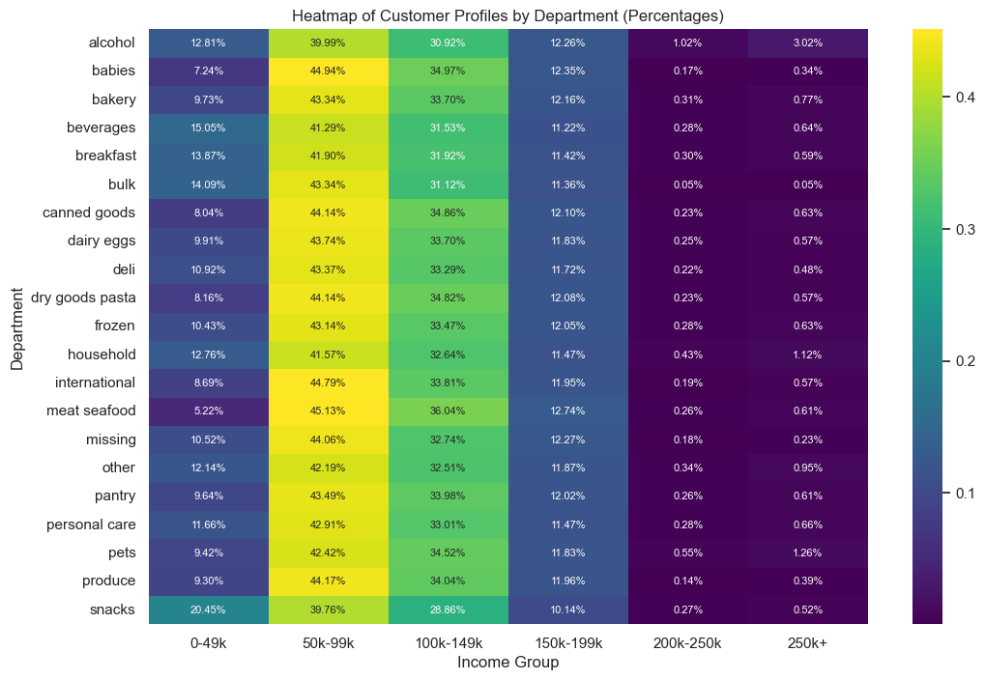 Heatmap of Customer Profiles by Department (Percentages)
alcohol 12.81% 39.99% 30.92% 12.26% 1.02% 3.02%
babies 7.24% 44.94% 34.97% 12.35% 0.17% 0.34%
bakery 9.73% 43.34% 33.70% 12.16% 0.31% 0.77%
beverages 15.05% 41.29% 31.53% 11.22% 0.28% 0.64%
breakfast 13.87% 41.90% 31.92% 11.42% 0.30% 0.59%
bulk 14.09% 43.34% 31.12% 11.36% 0.05% 0.05%
canned goods 8.04% 44.14% 34.86% 12.10% 0.23% 0.63%
dairy eggs 9.91% 43.74% 33.70% 11.83% 0.25% 0.57%
deli 10.92% 43.37% 33.29% 11.72% 0.22% 0.48%
dry goods pasta 8.16% 44.14% 34.82% 12.08% 0.23% 0.57%
frozen 10.43% 43.14% 33.47% 12.05% 0.28% 0.63%
household 12.76% 41.57% 32.64% 11.47% 0.43% 1.12%
international 8.69% 44.79% 33.81% 11.95% 0.19% 0.57%
meat seafood 5.22% 45.13% 36.04% 12.74% 0.26% 0.61%
missing 10.52% 44.06% 32.74% 12.27% 0.18% 0.23%
other 12.14% 42.19% 32.51% 11.87% 0.34% 0.95%
pantry 9.64% 43.49% 33.98% 12.02% 0.26% 0.61%
personal care 11.66% 42.91% 33.01% 11.47% 0.28% 0.66%
pets 9.42% 42.42% 34.52% 11.83% 0.55% 1.26%
produce 9.30% 44.17% 34.04% 11.96% 0.14% 0.39%
snacks 20.45% 39.76% 28.86% 10.14% 0.27% 0.52%
Department
0-49k 50k-99k 100k-149k 150k-199k 200k-250k 250k+
Income Group
0.4
0.3
0.2
0.1